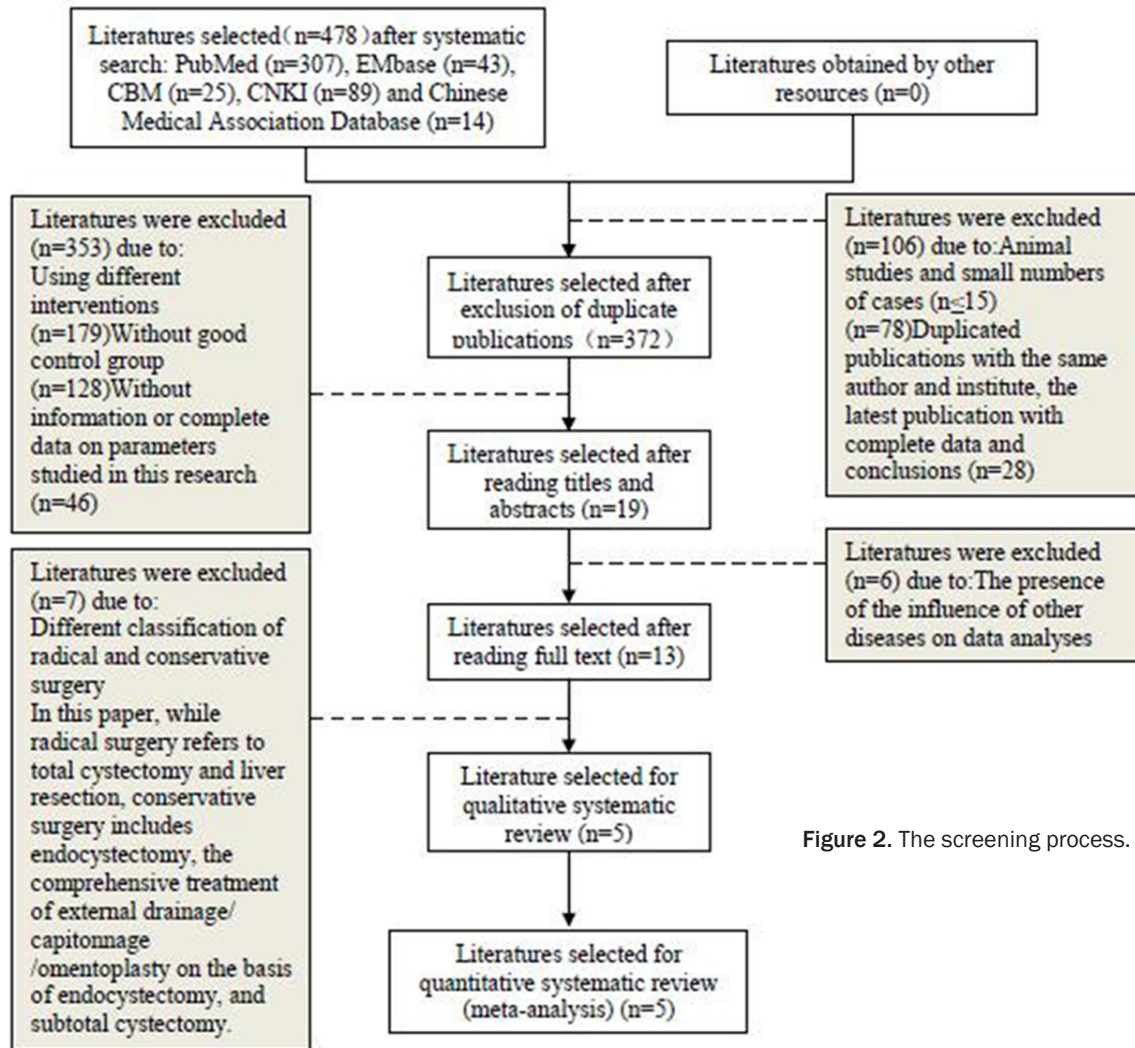 Literatures selected（n=478）after systematic
search: PubMed (n=307), EMbase (n=43),
CBM (n=25), CNKI (n=89) and Chinese
Medical Association Database (n=14)
Literatures obtained by other
resources (n=0)
Literatures were excluded
(n=353) due to:
Using different
interventions
(n=179)Without good
control group
(n=128)Without
information or complete
data on parameters
studied in this research
(n=46)
Literatures selected after
exclusion of duplicate
publications（n=372）
Literatures were excluded
(n=106) due to:Animal
studies and small numbers
of cases (n≤15)
(n=78)Duplicated
publications with the same
author and institute, the
latest publication with
complete data and
conclusions (n=28)
Literatures selected after
reading titles and
abstracts (n=19)
Literatures were excluded
(n=6) due to:The presence
of the influence of other
diseases on data analyses
Literatures selected after
reading full text (n=13)
Literatures were excluded
(n=7) due to:
Different classification of
radical and conservative
surgery
In this paper, while
radical surgery refers to
total cystectomy and liver
resection, conservative
surgery includes
endocystectomy, the
comprehensive treatment
of external drainage/
capitonnage
/omentoplasty on the basis
of endocystectomy, and
subtotal cystectomy.
Literature selected for
qualitative systematic
review (n=5)
Literatures selected for
quantitative systematic review
(meta-analysis) (n=5)
Figure 2. The screening process.